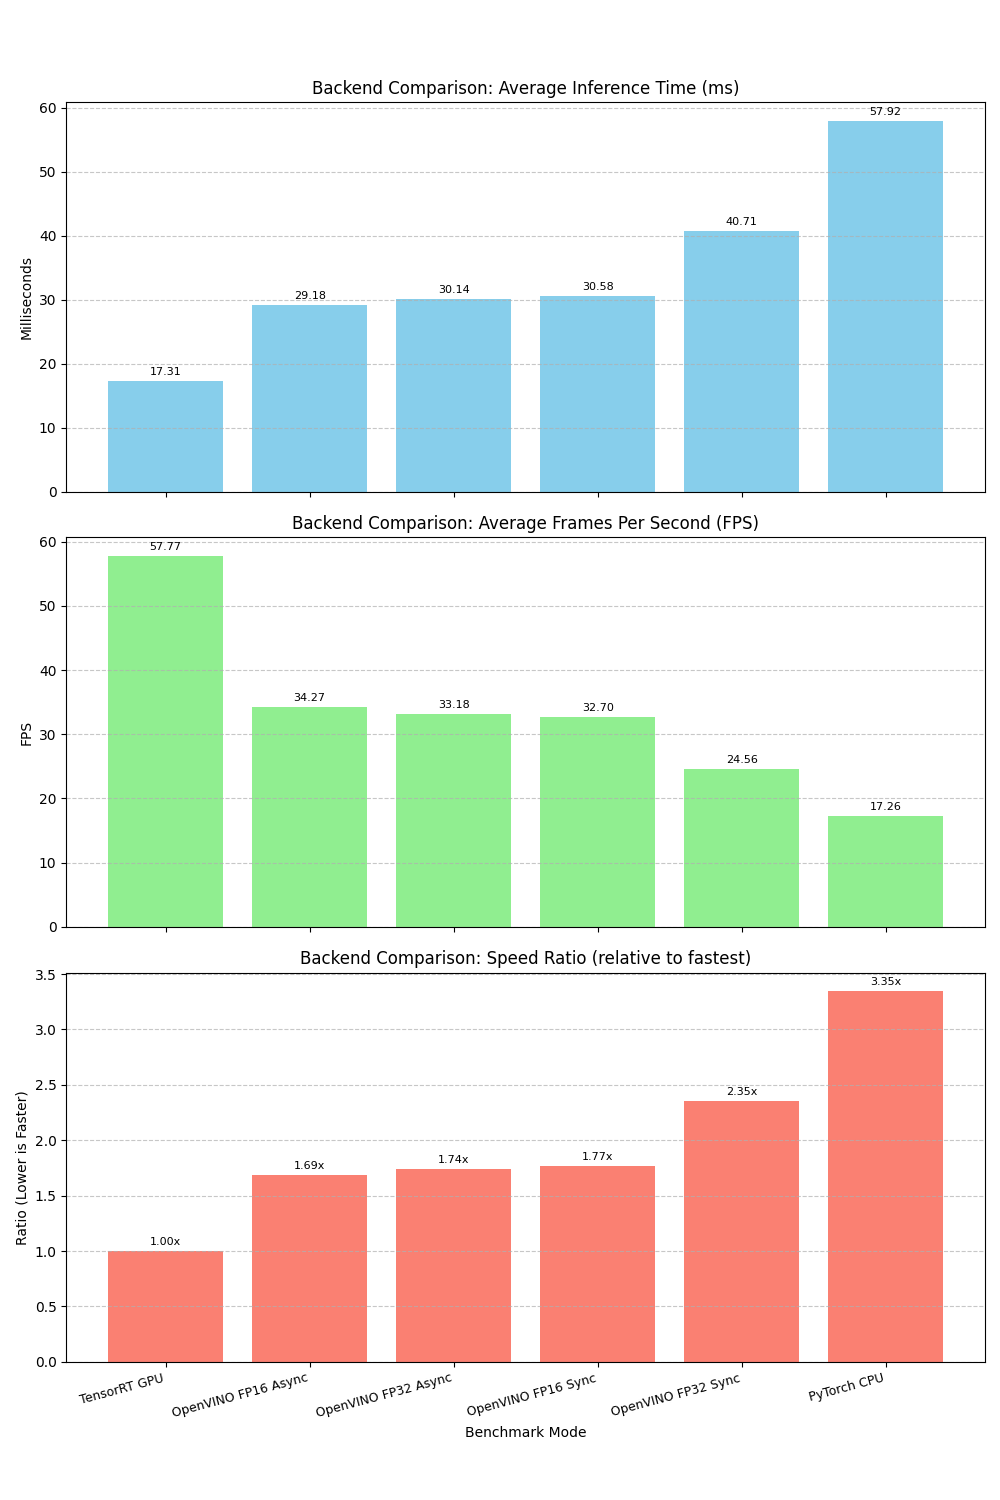 Backend Comparison: Average Inference Time (ms)
Milliseconds
60
50
40
30
20
10
0
17.31
29.18
30.14
30.58
40.71
57.92
Backend Comparison: Average Frames Per Second (FPS)
FPS
60
50
40
30
20
10
0
57.77
34.27
33.18
32.70
24.56
17.26
Backend Comparison: Speed Ratio (relative to fastest)
Ratio (Lower is Faster)
3.5
3.0
2.5
2.0
1.5
1.0
0.5
0.0
1.00x
1.69x
1.74x
1.77x
2.35x
3.35x
TensorRT GPU
OpenVINO FP16 Async
OpenVINO FP32 Async
OpenVINO FP16 Sync
OpenVINO FP32 Sync
PyTorch CPU
Benchmark Mode